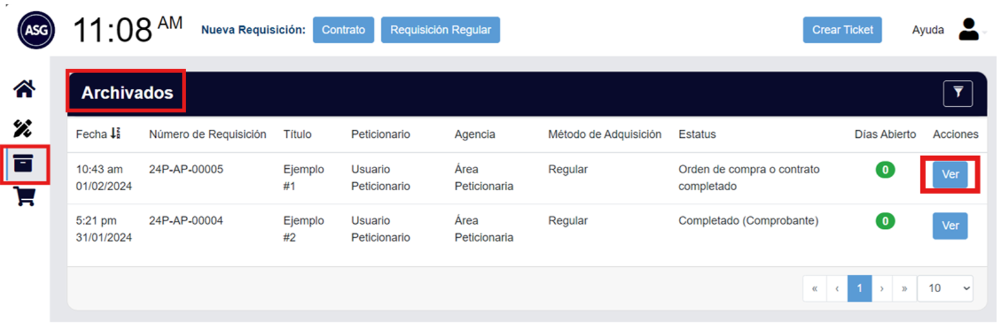 ASG 11:08 AM Nueva Requisición: Contrato Requisición Regular Crear Ticket Ayuda
Archivados
Fecha Número de Requisición Título Peticionario Agencia Método de Adquisición Estatus Días Abierto Acciones
10:43 am 24P-AP-00005 Ejemplo Usuario Área Regular Orden de compra o contrato 0 Ver
01/02/2024 #1 Peticionario Peticionaria completado
5:21 pm 24P-AP-00004 Ejemplo Usuario Área Regular Completado (Comprobante) 0 Ver
31/01/2024 #2 Peticionario Peticionaria
« ‹ 1 › » 10